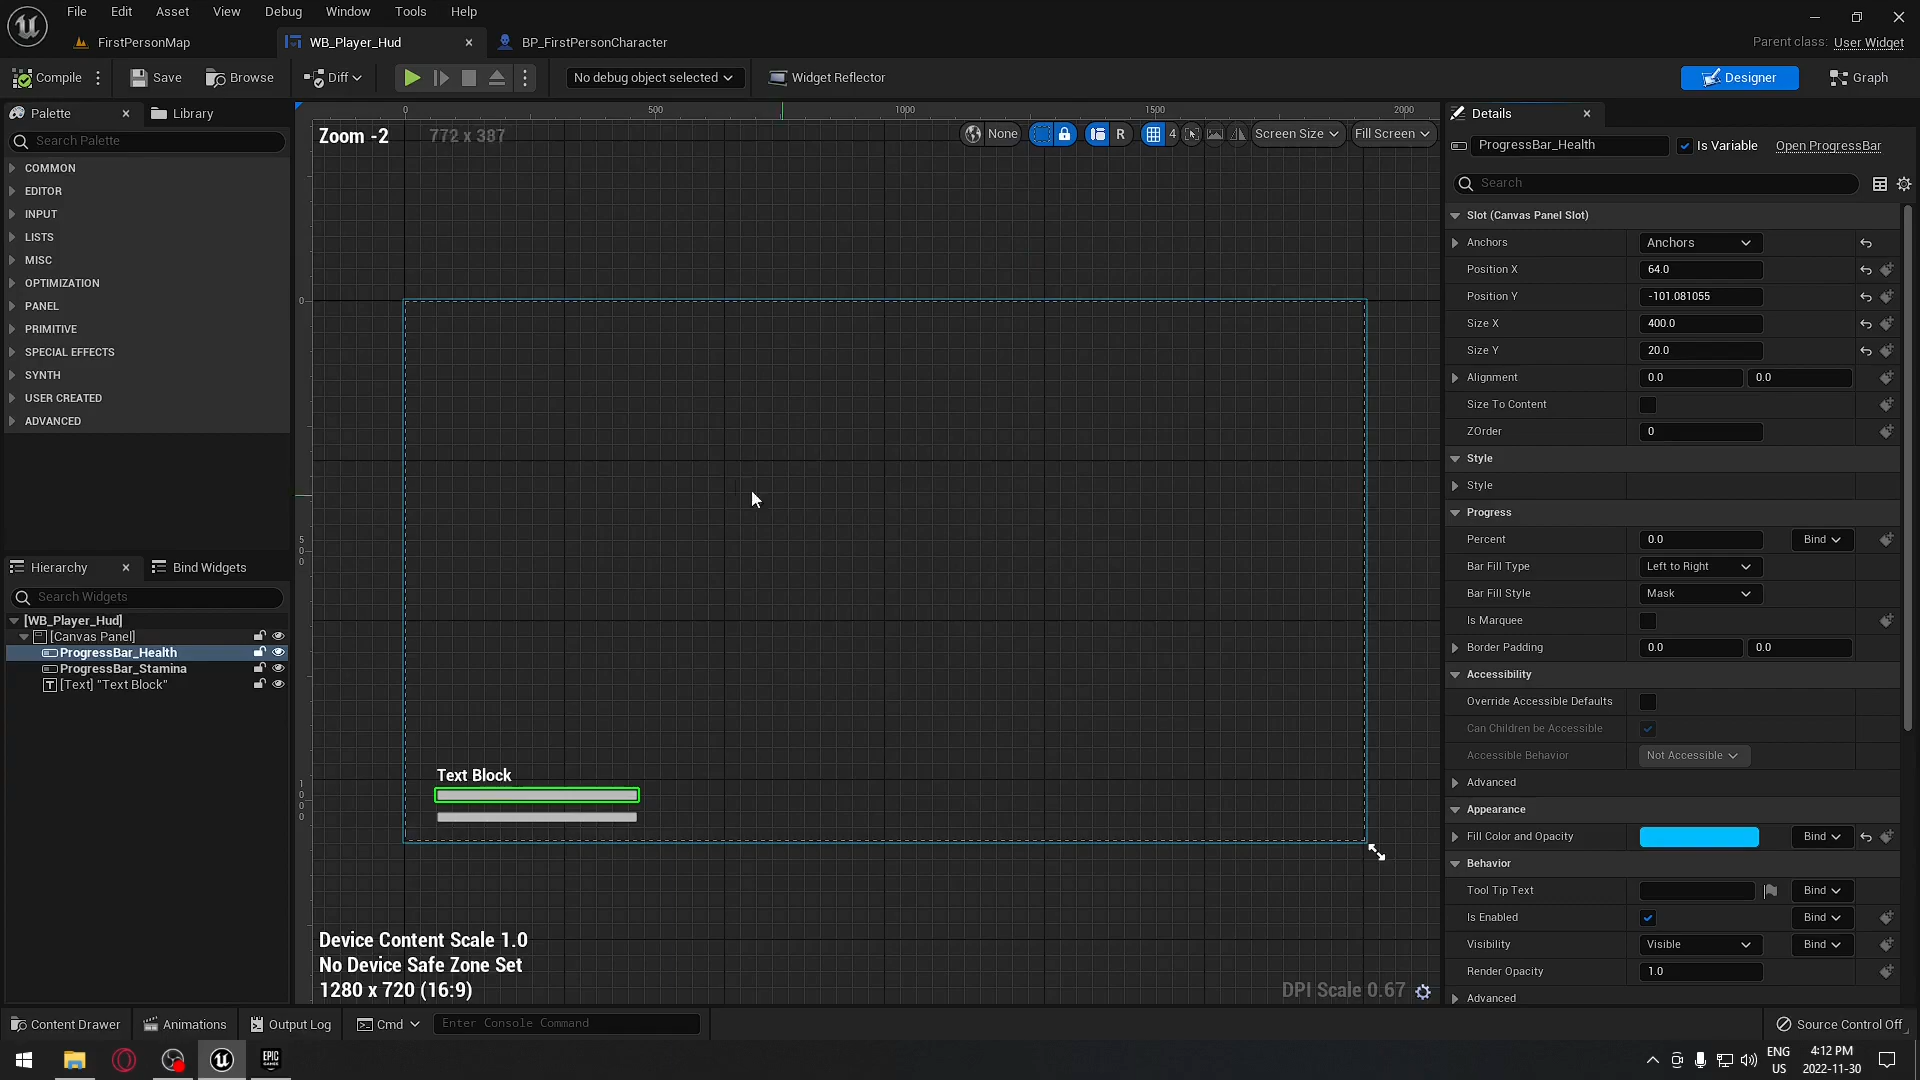 File Edit Asset View Debug Window Tools Help
FirstPersonMap WB_Player_Hud BP_FirstPersonCharacter
Parent class: User Widget
Compile Save Browse Diff No debug object selected Widget Reflector Designer Graph
Palette Library
Search Palette
COMMON
EDITOR
INPUT
LISTS
MISC
OPTIMIZATION
PANEL
PRIMITIVE
SPECIAL EFFECTS
SYNTH
USER CREATED
ADVANCED
Hierarchy Bind Widgets
Search Widgets
[WB_Player_Hud]
[Canvas Panel]
ProgressBar_Health
ProgressBar_Stamina
[Text] "Text Block"
0 500 1000 1500 2000
Zoom -2 772 x 387
None R 4 Screen Size Fill Screen
0
500
1000
Text Block
Device Content Scale 1.0
No Device Safe Zone Set
1280 x 720 (16:9)
DPI Scale 0.67
Details
ProgressBar_Health Is Variable Open ProgressBar
Search
Slot (Canvas Panel Slot)
Anchors Anchors
Position X 64.0
Position Y -101.081055
Size X 400.0
Size Y 20.0
Alignment 0.0 0.0
Size To Content
ZOrder 0
Style
Style
Progress
Percent 0.0 Bind
Bar Fill Type Left to Right
Bar Fill Style Mask
Is Marquee
Border Padding 0.0 0.0
Accessibility
Override Accessible Defaults
Can Children be Accessible
Accessible Behavior Not Accessible
Advanced
Appearance
Fill Color and Opacity Bind
Behavior
Tool Tip Text Bind
Is Enabled Bind
Visibility Visible Bind
Render Opacity 1.0
Advanced
Content Drawer Animations Output Log Cmd Enter Console Command Source Control Off
EPIC GAMES
ENG
US
4:12 PM
2022-11-30